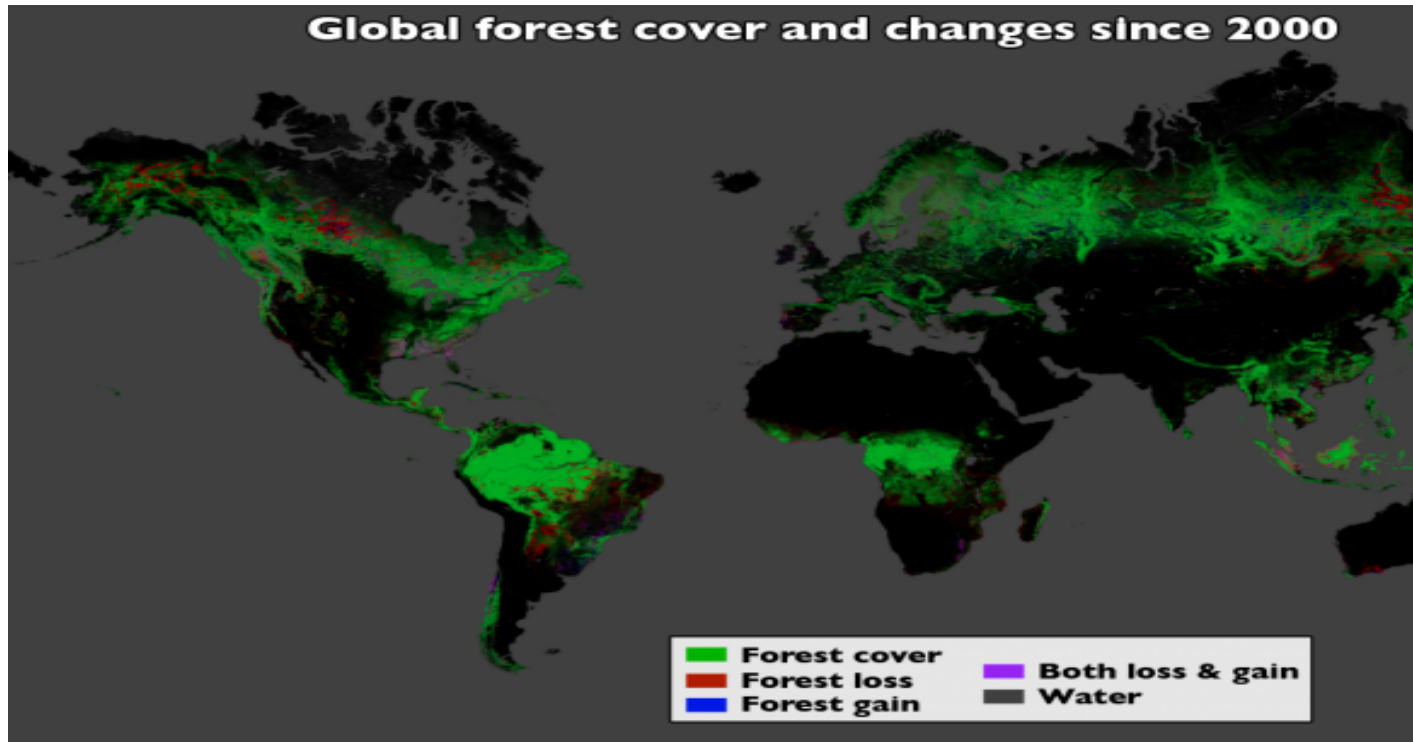 Global forest cover and changes since 2000
Forest cover
Forest loss
Forest gain
Both loss & gain
Water